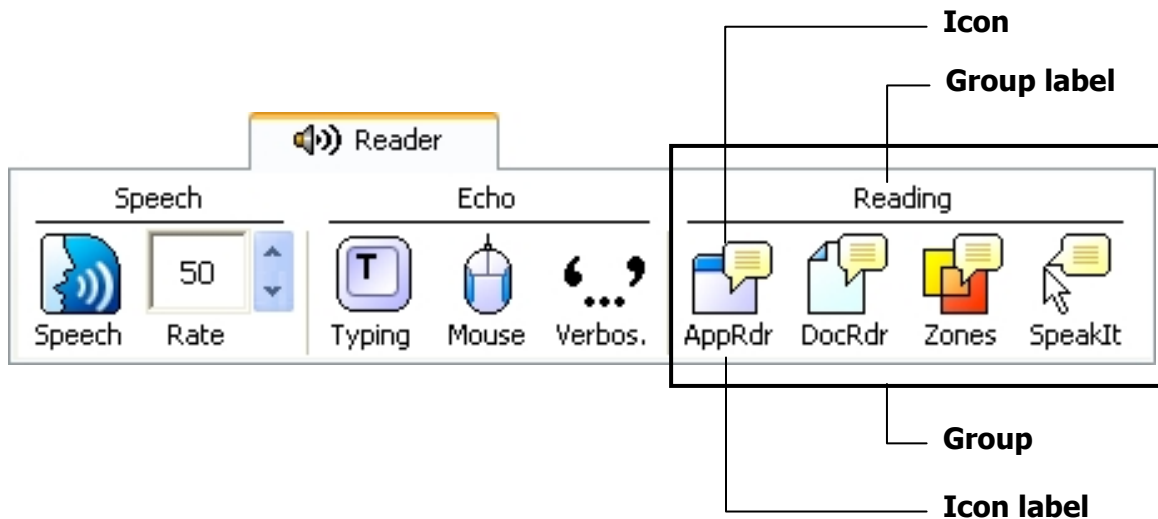 Icon
Group label
Reader
Speech Echo Reading
50
T
Speech Rate Typing Mouse Verbos. AppRdr DocRdr Zones SpeakIt
Group
Icon label